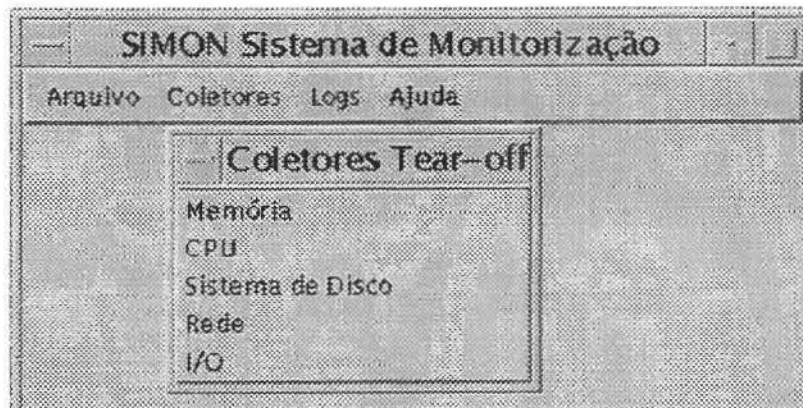 SIMON Sistema de Monitorização
Arquivo Coletores Logs Ajuda
Coletores Tear-off
Memória
CPU
Sistema de Disco
Rede
I/O